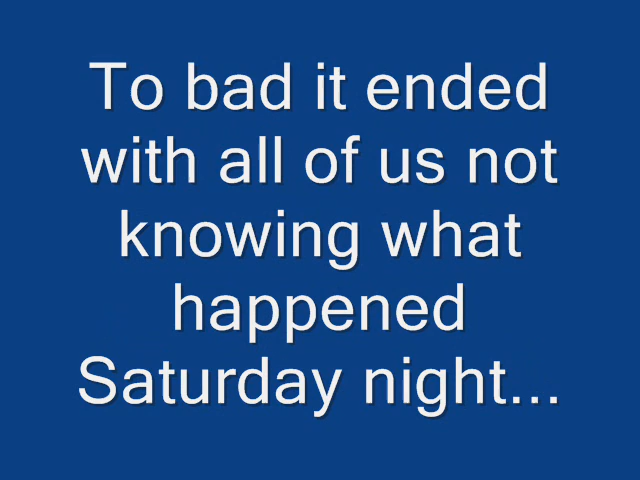 To bad it ended
with all of us not
knowing what
happened
Saturday night...